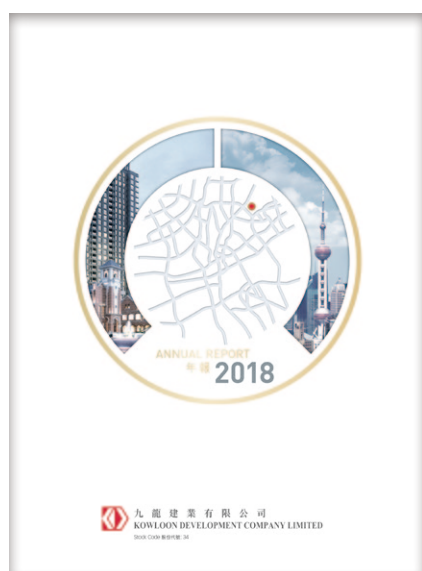 ANNUAL REPORT
年報 2018
九龍建業有限公司
KOWLOON DEVELOPMENT COMPANY LIMITED
Stock Code 股份代號: 34